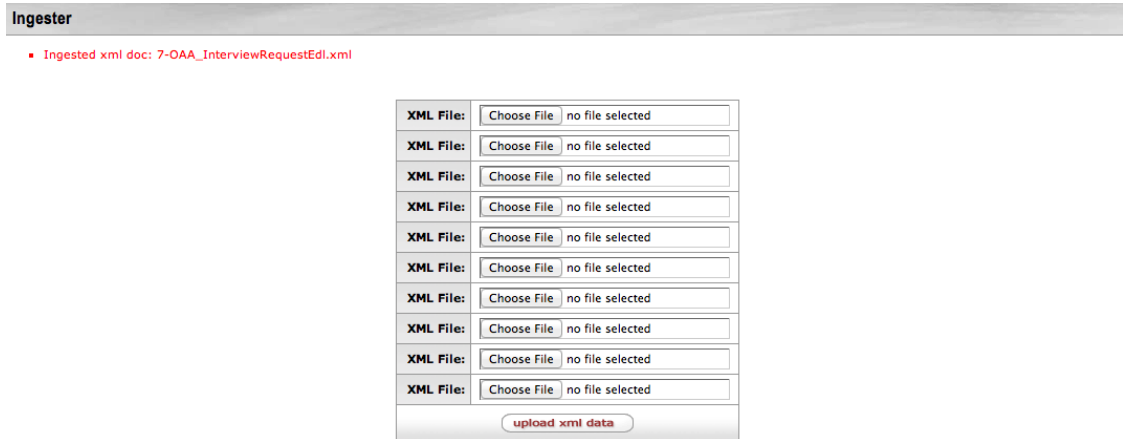 Ingester
Ingested xml doc: 7-OAA_InterviewRequestEdl.xml
XML File: Choose File no file selected
XML File: Choose File no file selected
XML File: Choose File no file selected
XML File: Choose File no file selected
XML File: Choose File no file selected
XML File: Choose File no file selected
XML File: Choose File no file selected
XML File: Choose File no file selected
XML File: Choose File no file selected
XML File: Choose File no file selected
upload xml data